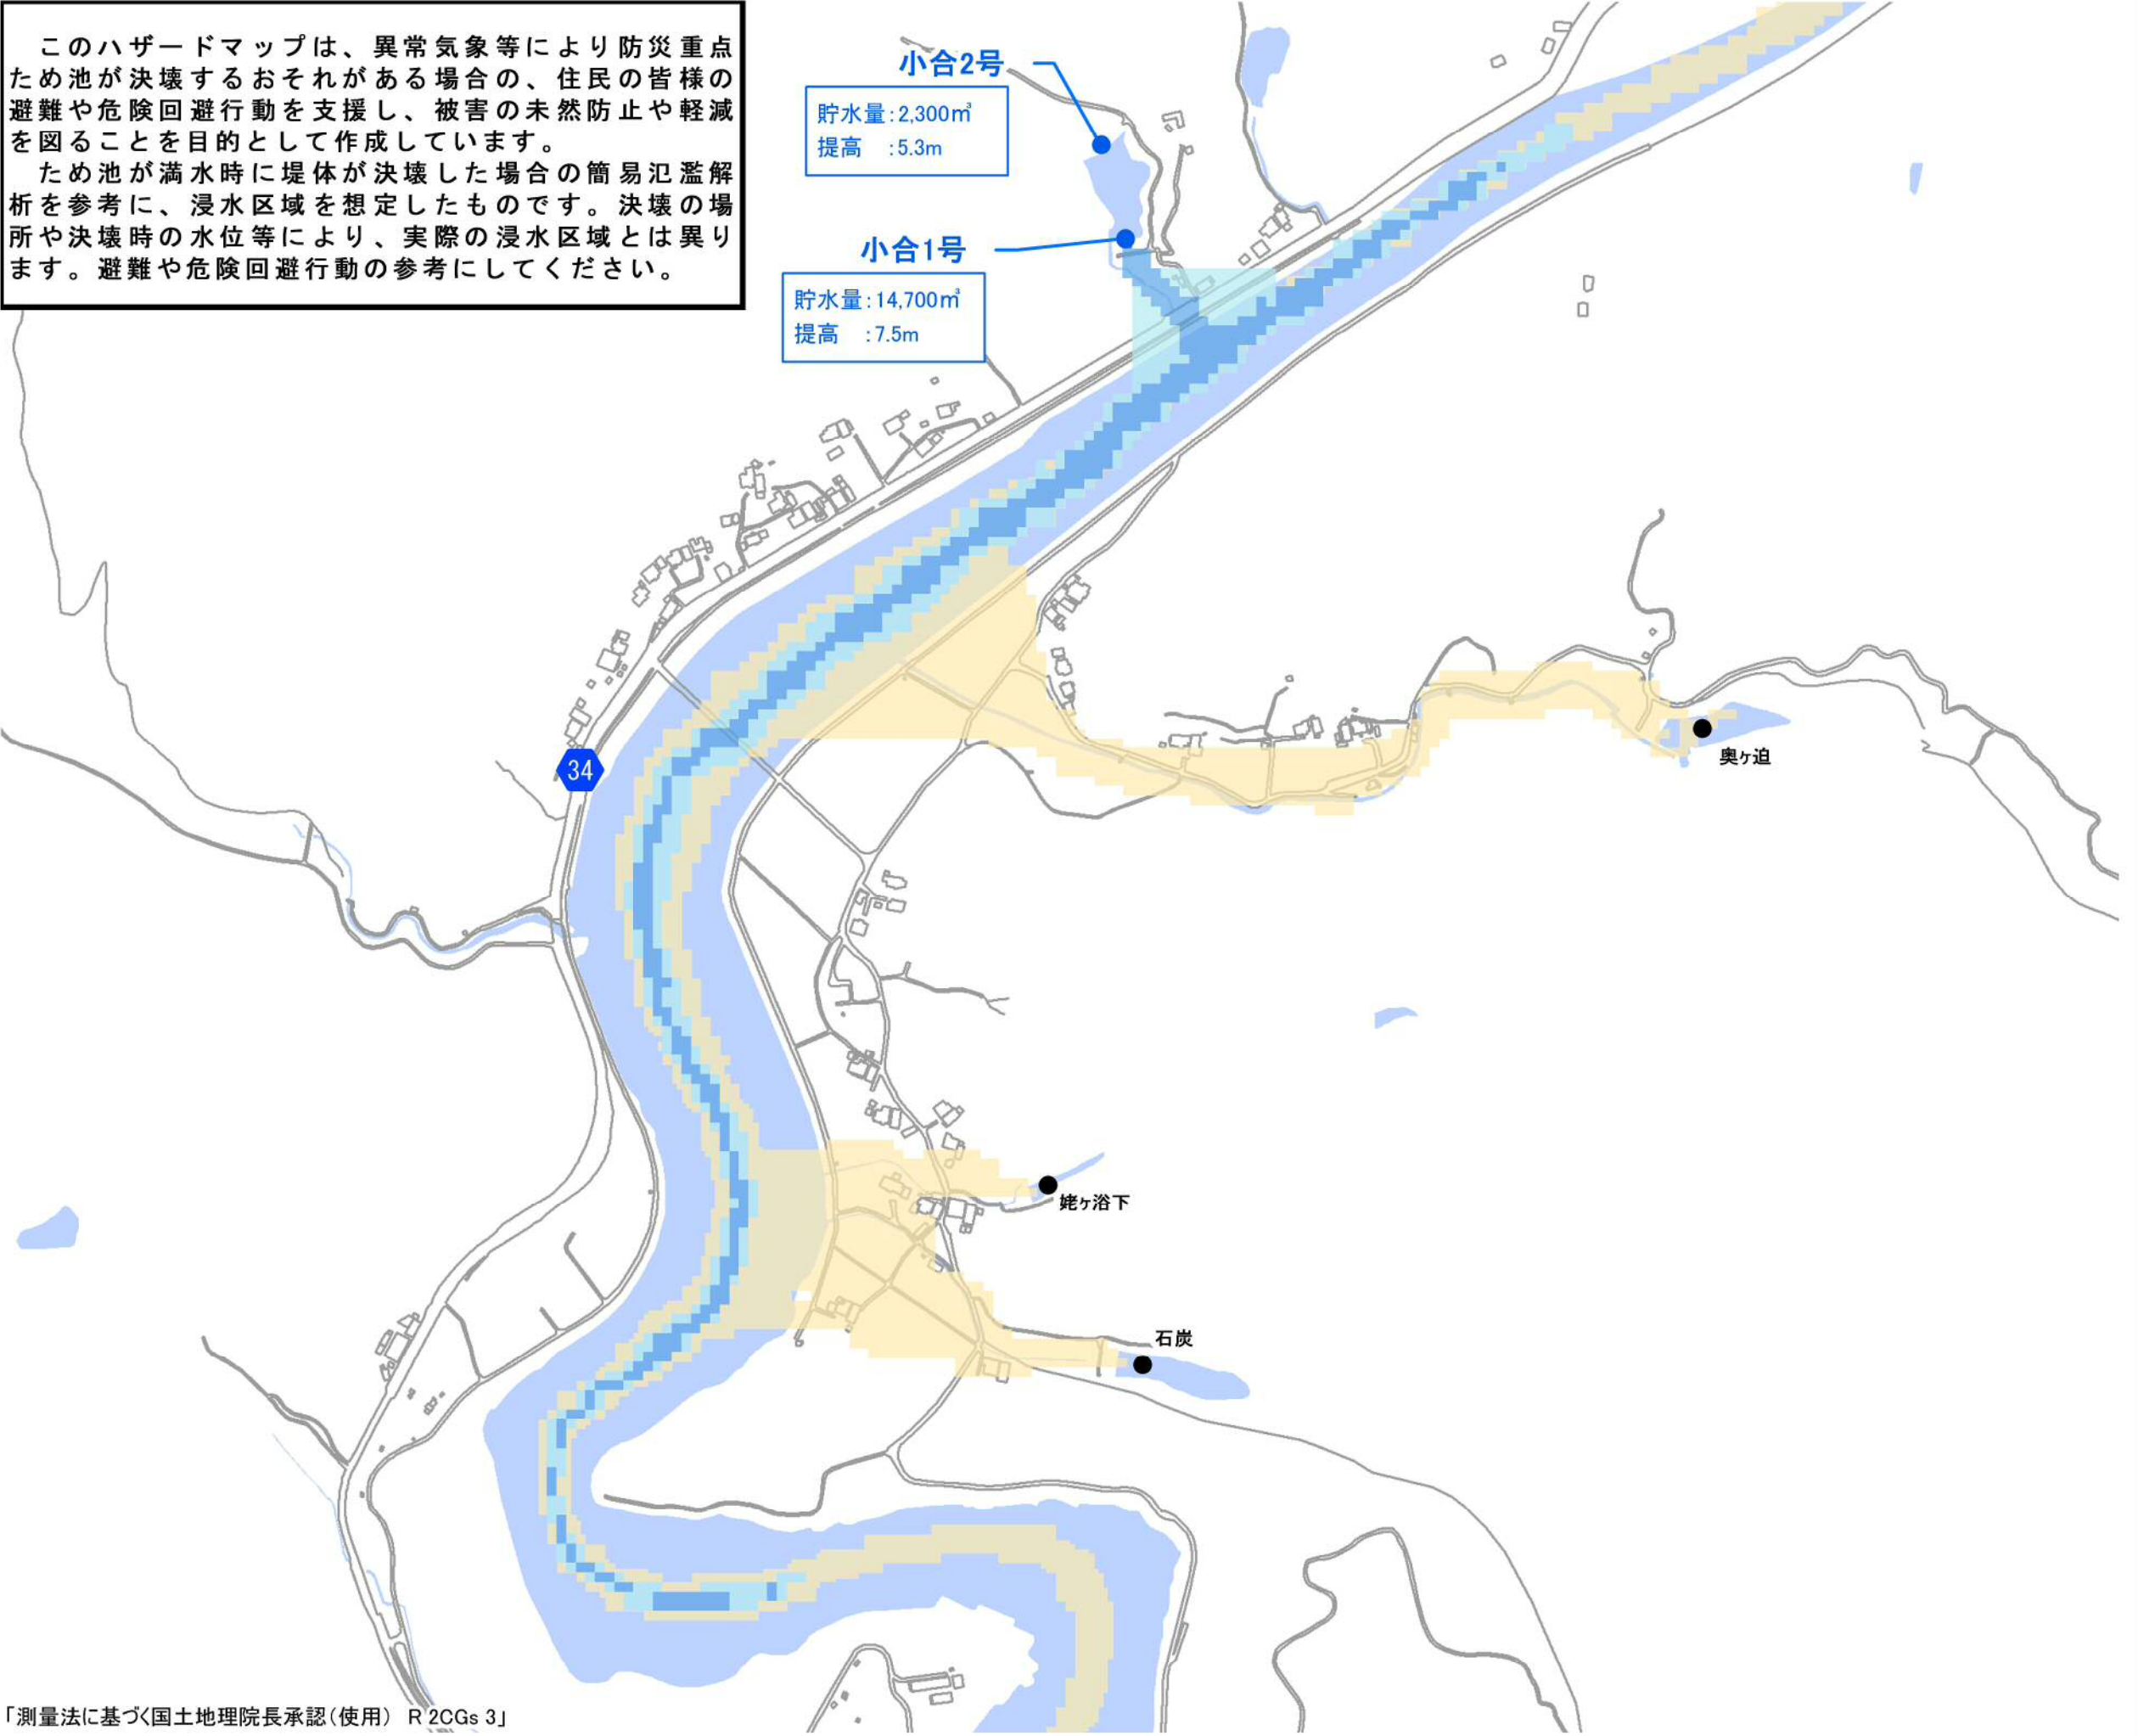 このハザードマップは、異常気象等により防災重点
ため池が決壊するおそれがある場合の、住民の皆様の
避難や危険回避行動を支援し、被害の未然防止や軽減
を図ることを目的として作成しています。
ため池が満水時に堤体が決壊した場合の簡易氾濫解
析を参考に、浸水区域を想定したものです。決壊の場
所や決壊時の水位等により、実際の浸水区域とは異り
ます。避難や危険回避行動の参考にしてください。
小合2号
貯水量:2,300㎥
提高 :5.3m
小合1号
貯水量:14,700㎥
提高 :7.5m
34
奥ヶ迫
姥ヶ浴下
石炭
「測量法に基づく国土地理院長承認(使用) R 2CGs 3」